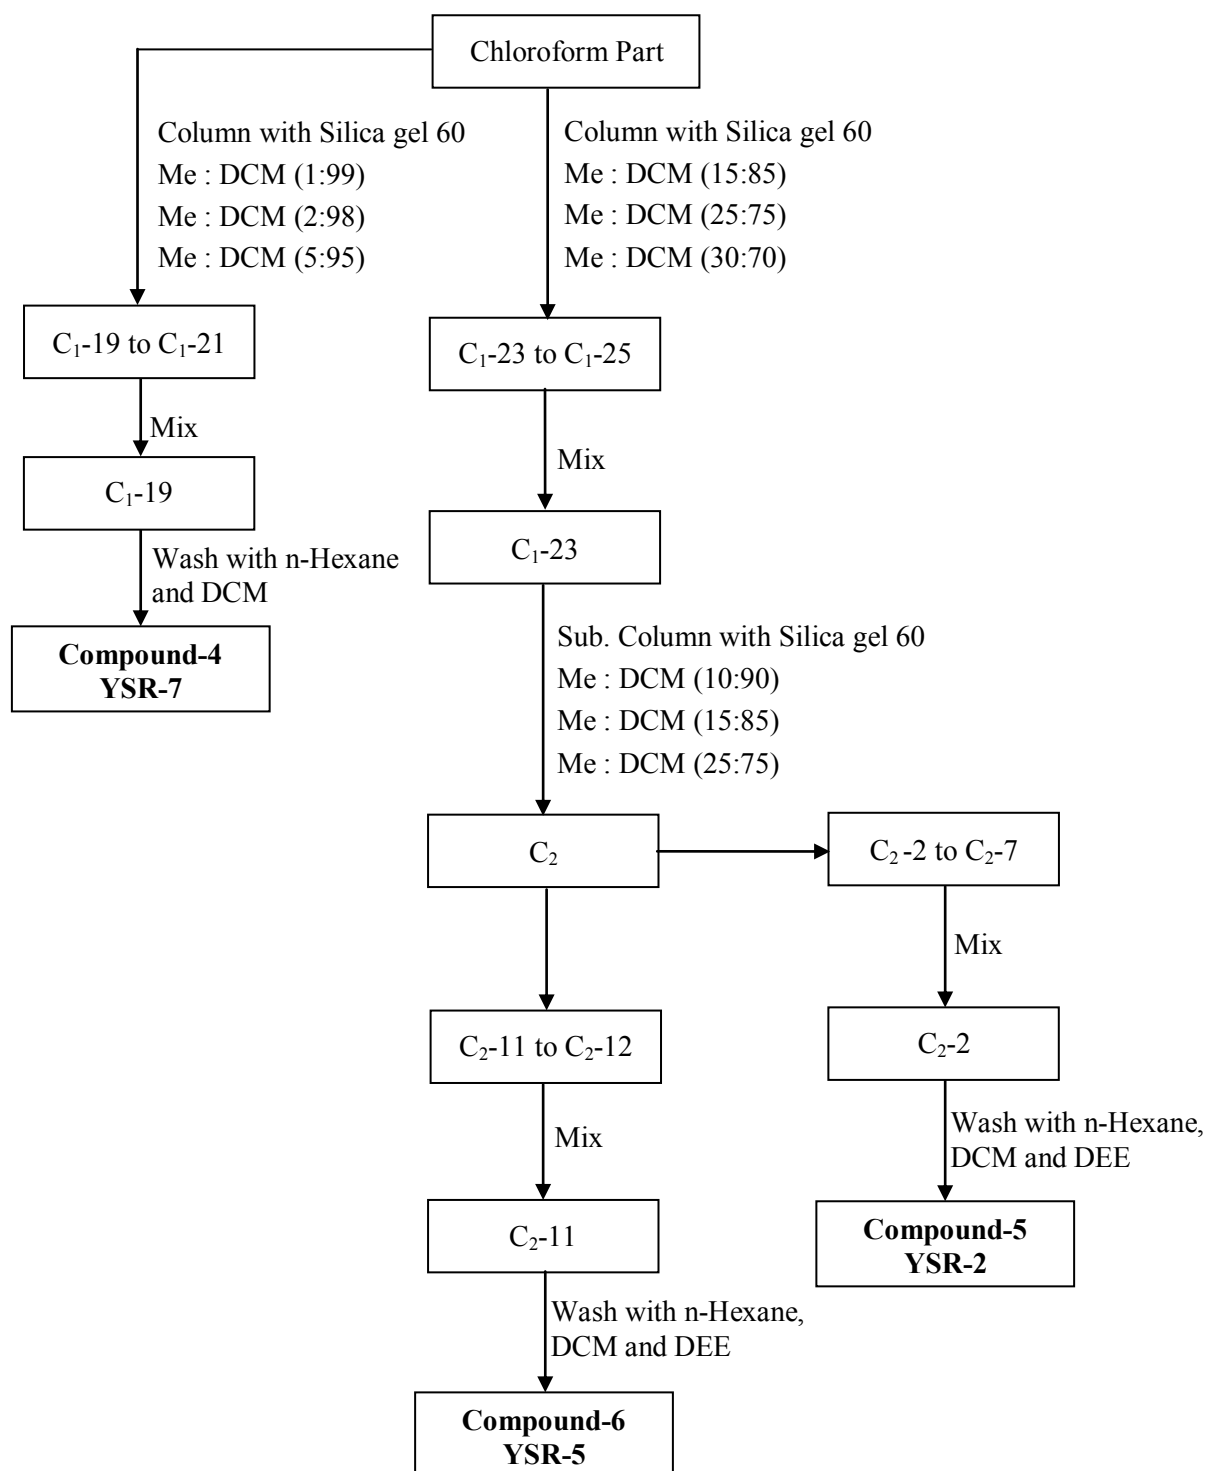 Chloroform Part
Column with Silica gel 60
Me : DCM (1:99)
Me : DCM (2:98)
Me : DCM (5:95)
Column with Silica gel 60
Me : DCM (15:85)
Me : DCM (25:75)
Me : DCM (30:70)
C₁-19 to C₁-21
Mix
C₁-19
Wash with n-Hexane
and DCM
Compound-4
YSR-7
C₁-23 to C₁-25
Mix
C₁-23
Sub. Column with Silica gel 60
Me : DCM (10:90)
Me : DCM (15:85)
Me : DCM (25:75)
C₂
C₂-2 to C₂-7
Mix
C₂-2
Wash with n-Hexane,
DCM and DEE
Compound-5
YSR-2
C₂-11 to C₂-12
Mix
C₂-11
Wash with n-Hexane,
DCM and DEE
Compound-6
YSR-5